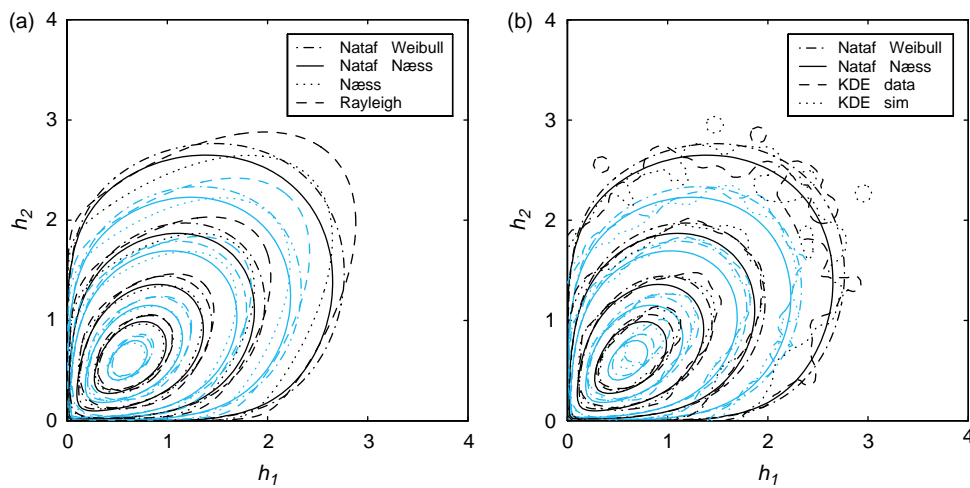 (a)
4
3
2
1
0
h2
Nataf Weibull
Nataf Næss
Næss
Rayleigh
0 1 2 3 4
h1
(b)
4
3
2
1
0
h2
Nataf Weibull
Nataf Næss
KDE data
KDE sim
0 1 2 3 4
h1